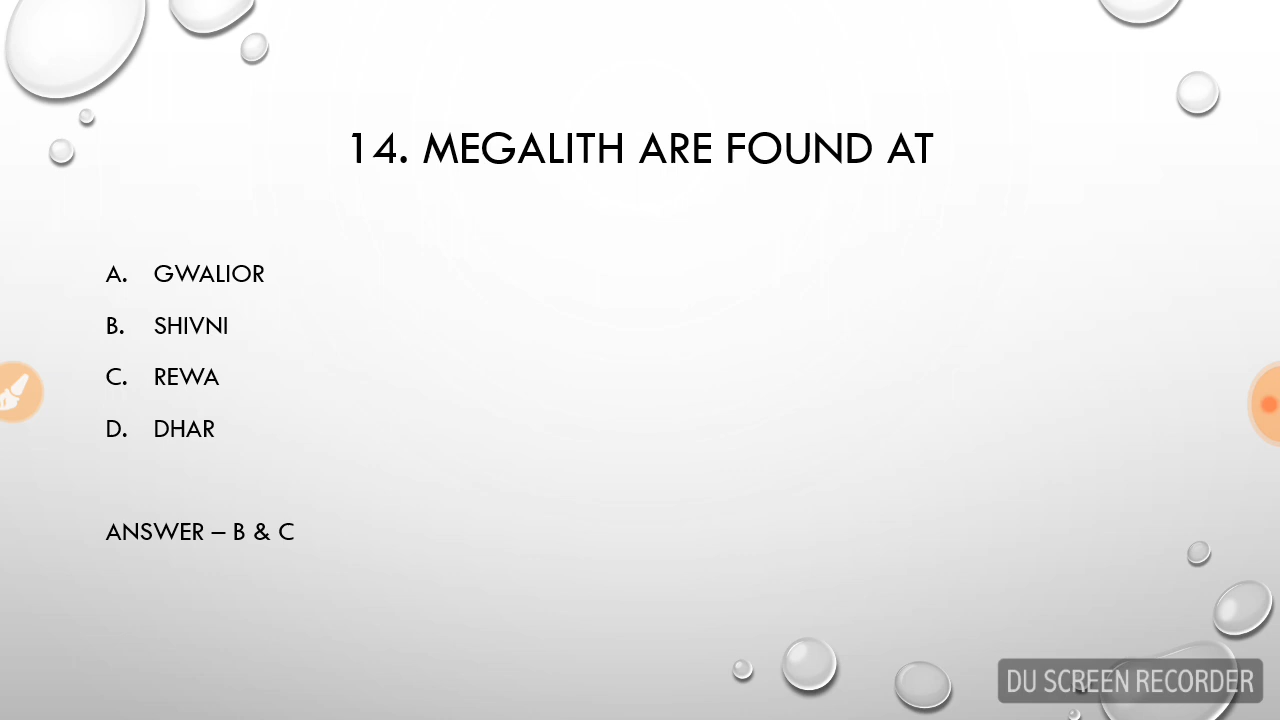 14. MEGALITH ARE FOUND AT
A. GWALIOR
B. SHIVNI
C. REWA
D. DHAR
ANSWER – B & C
DU SCREEN RECORDER